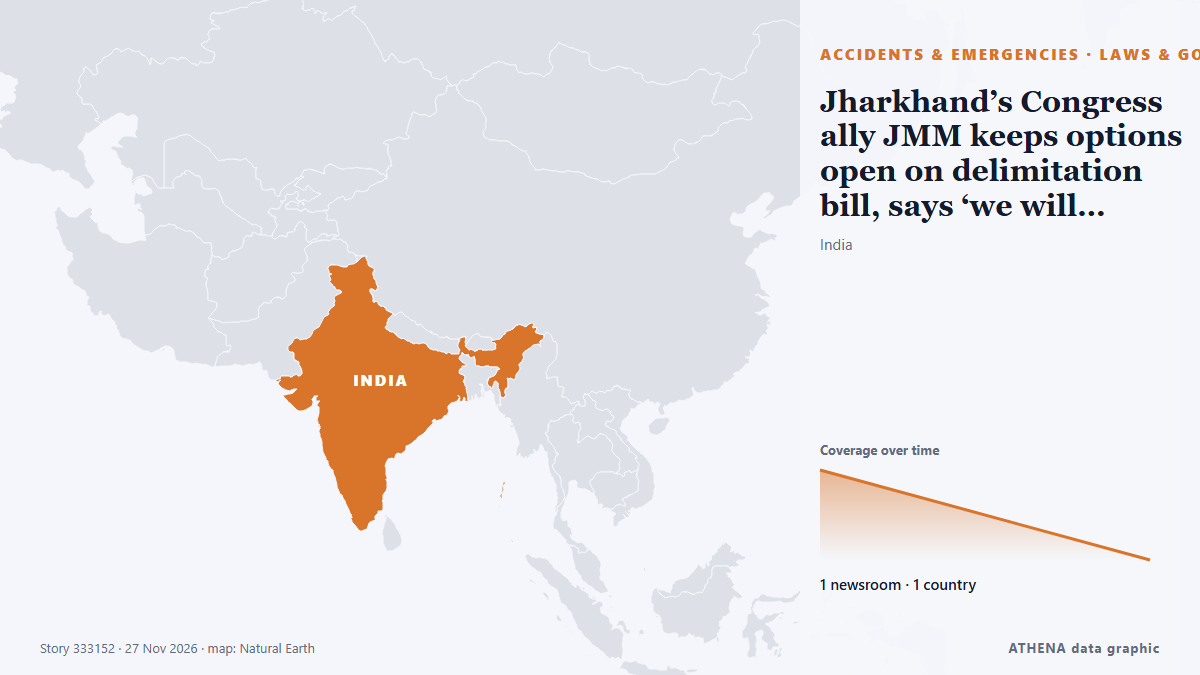 ACCIDENTS & EMERGENCIES · LAWS & GO
Jharkhand’s Congress
ally JMM keeps options
open on delimitation
bill, says ‘we will...
India
INDIA
Coverage over time
1 newsroom · 1 country
Story 333152 · 27 Nov 2026 · map: Natural Earth
ATHENA data graphic